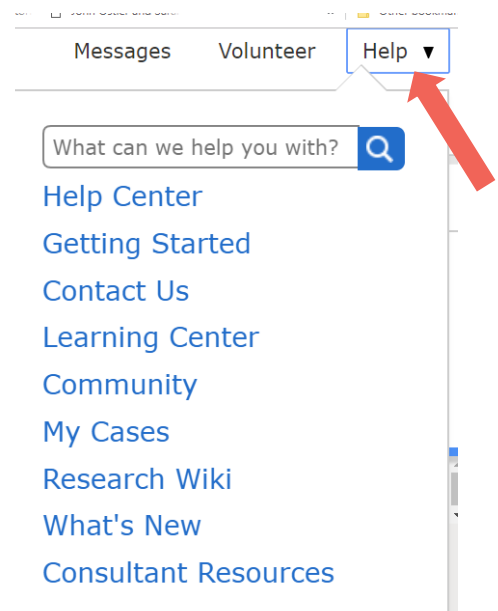 Messages Volunteer Help ▼
What can we help you with?
Help Center
Getting Started
Contact Us
Learning Center
Community
My Cases
Research Wiki
What's New
Consultant Resources